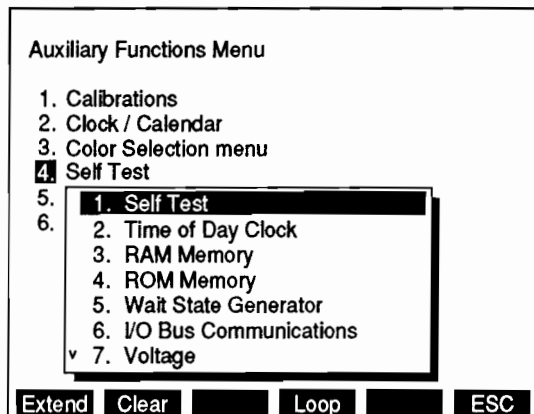 Auxiliary Functions Menu
1. Calibrations
2. Clock / Calendar
3. Color Selection menu
4. Self Test
5.
6.
1. Self Test
2. Time of Day Clock
3. RAM Memory
4. ROM Memory
5. Wait State Generator
6. I/O Bus Communications
v 7. Voltage
Extend Clear Loop ESC